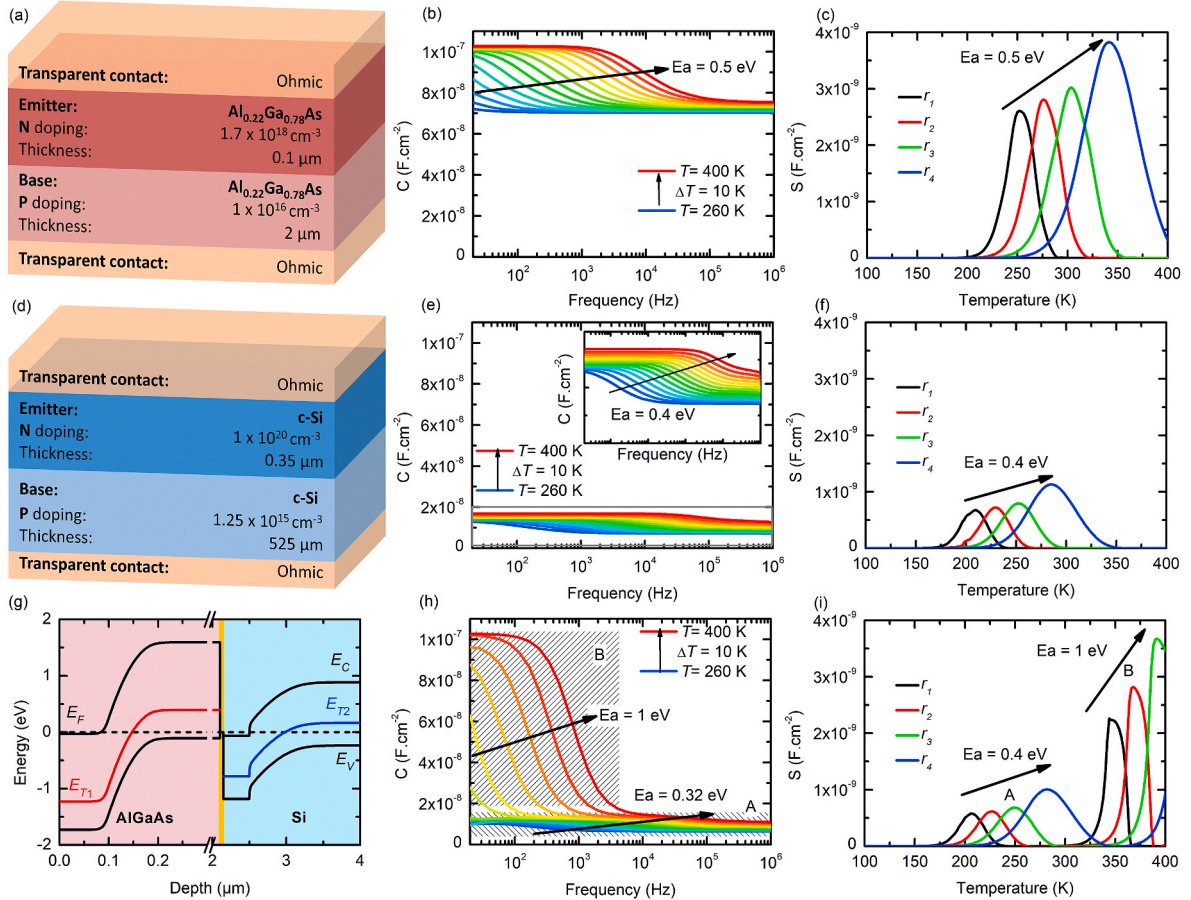 (a)
Transparent contact: Ohmic
Emitter: Al0.22Ga0.78As
N doping: 1.7 x 10^18 cm^-3
Thickness: 0.1 µm
Base: Al0.22Ga0.78As
P doping: 1 x 10^16 cm^-3
Thickness: 2 µm
Transparent contact: Ohmic
(b)
C (F.cm^-2)
1x10^-7
8x10^-8
6x10^-8
4x10^-8
2x10^-8
0
Ea = 0.5 eV
T= 400 K
ΔT = 10 K
T= 260 K
10^2 10^3 10^4 10^5 10^6
Frequency (Hz)
(c)
S (F.cm^-2)
4x10^-9
3x10^-9
2x10^-9
1x10^-9
0
Ea = 0.5 eV
r1
r2
r3
r4
100 150 200 250 300 350 400
Temperature (K)
(d)
Transparent contact: Ohmic
Emitter: c-Si
N doping: 1 x 10^20 cm^-3
Thickness: 0.35 µm
Base: c-Si
P doping: 1.25 x 10^15 cm^-3
Thickness: 525 µm
Transparent contact: Ohmic
(e)
C (F.cm^-2)
1x10^-7
8x10^-8
6x10^-8
4x10^-8
2x10^-8
0
C (F.cm^-2)
Ea = 0.4 eV
Frequency (Hz)
T= 400 K
ΔT = 10 K
T= 260 K
10^2 10^3 10^4 10^5 10^6
Frequency (Hz)
(f)
S (F.cm^-2)
4x10^-9
3x10^-9
2x10^-9
1x10^-9
0
r1
r2
r3
r4
Ea = 0.4 eV
100 150 200 250 300 350 400
Temperature (K)
(g)
Energy (eV)
2
1
0
-1
-2
EF
ET1
AlGaAs
EC
ET2
EV
Si
0.0 0.1 0.2 2 3 4
Depth (µm)
(h)
C (F.cm^-2)
1x10^-7
8x10^-8
6x10^-8
4x10^-8
2x10^-8
0
B
T= 400 K
ΔT = 10 K
T= 260 K
Ea = 1 eV
Ea = 0.32 eV
A
10^2 10^3 10^4 10^5 10^6
Frequency (Hz)
(i)
S (F.cm^-2)
4x10^-9
3x10^-9
2x10^-9
1x10^-9
0
r1
r2
r3
r4
Ea = 1 eV
B
Ea = 0.4 eV
A
100 150 200 250 300 350 400
Temperature (K)